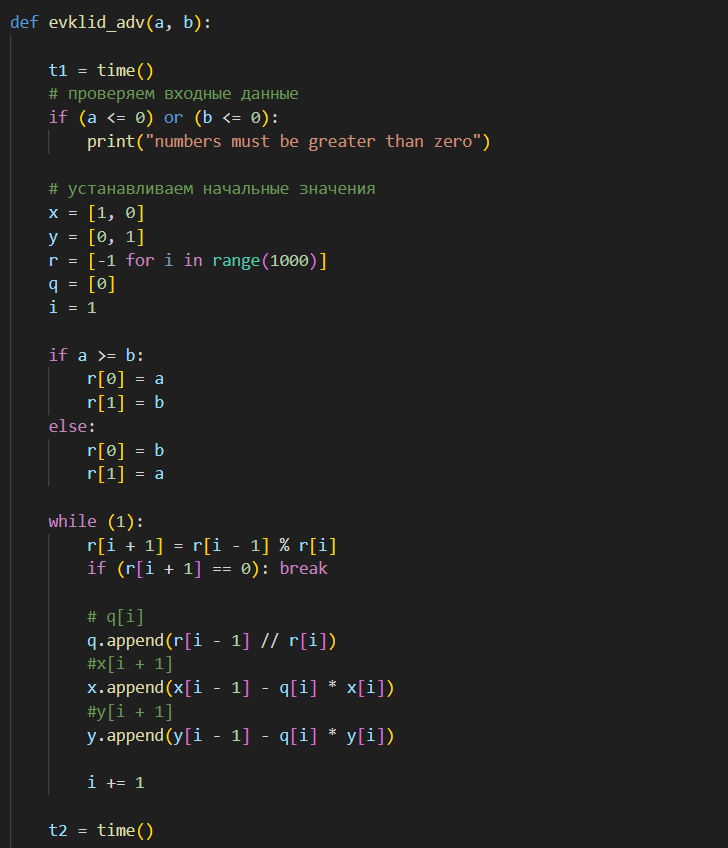 def evklid_adv(a, b):
    t1 = time()
    # проверяем входные данные
    if (a <= 0) or (b <= 0):
        print("numbers must be greater than zero")
    # устанавливаем начальные значения
    x = [1, 0]
    y = [0, 1]
    r = [-1 for i in range(1000)]
    q = [0]
    i = 1
    if a >= b:
        r[0] = a
        r[1] = b
    else:
        r[0] = b
        r[1] = a
    while (1):
        r[i + 1] = r[i - 1] % r[i]
        if (r[i + 1] == 0): break
        # q[i]
        q.append(r[i - 1] // r[i])
        #x[i + 1]
        x.append(x[i - 1] - q[i] * x[i])
        #y[i + 1]
        y.append(y[i - 1] - q[i] * y[i])
        i += 1
    t2 = time()